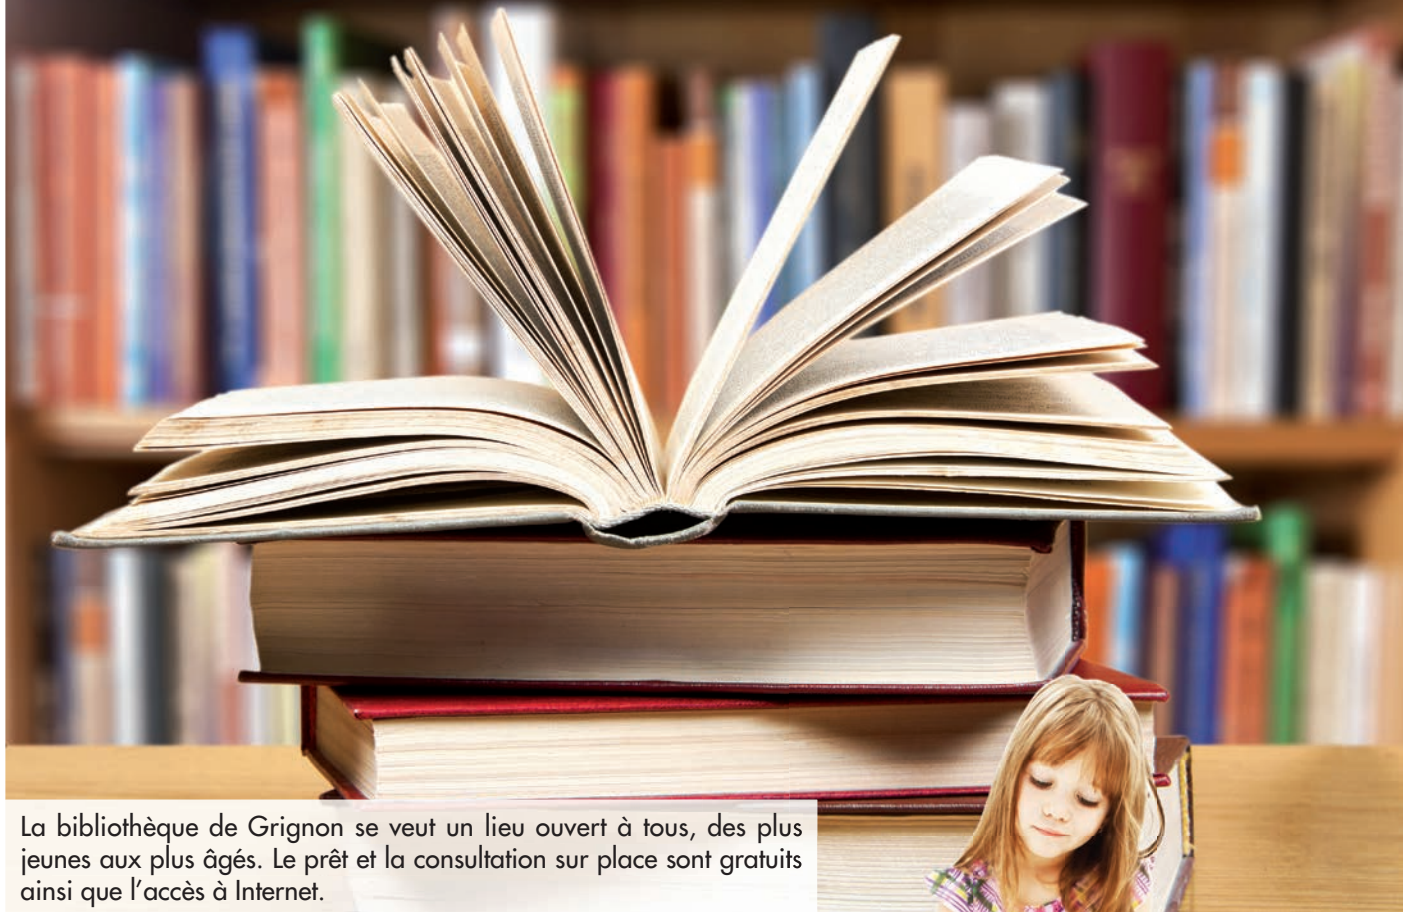 La bibliothèque de Grignon se veut un lieu ouvert à tous, des plus
jeunes aux plus âgés. Le prêt et la consultation sur place sont gratuits
ainsi que l'accès à Internet.